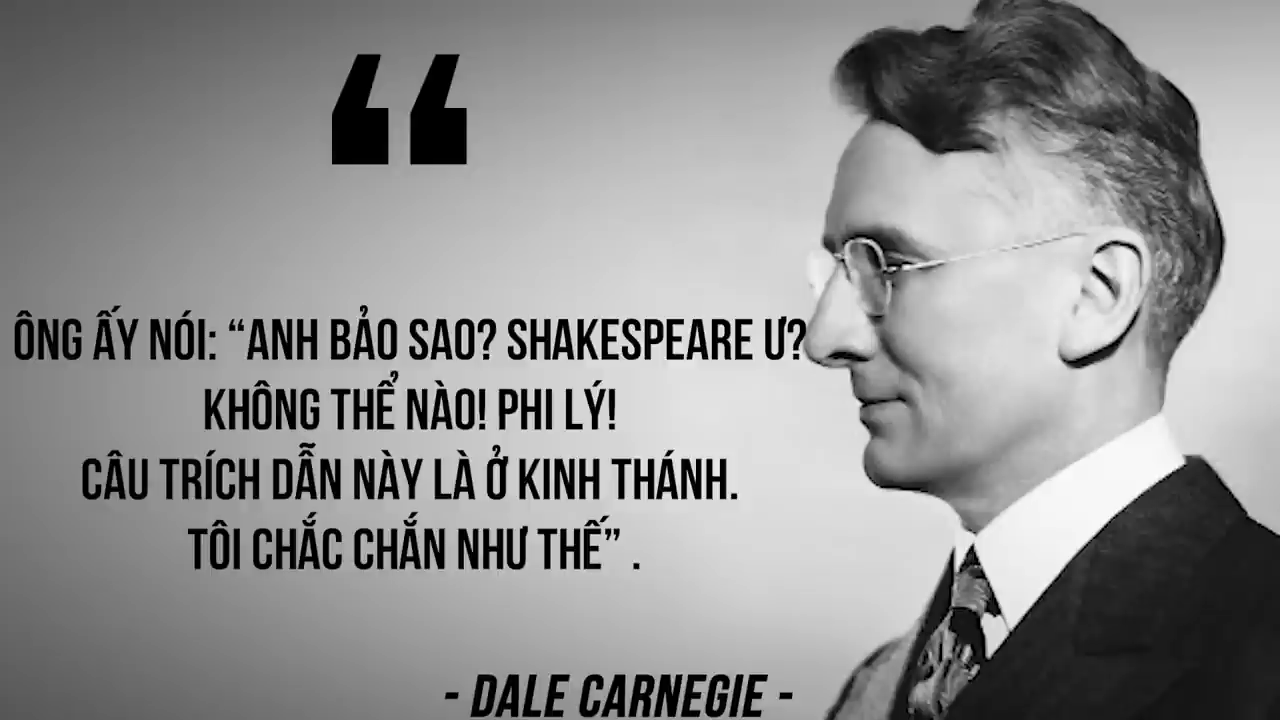 “
ÔNG ẤY NÓI: “ANH BẢO SAO? SHAKESPEARE Ư?
KHÔNG THỂ NÀO! PHI LÝ!
CÂU TRÍCH DẪN NÀY LÀ Ở KINH THÁNH.
TÔI CHẮC CHẮN NHƯ THẾ” .
- DALE CARNEGIE -